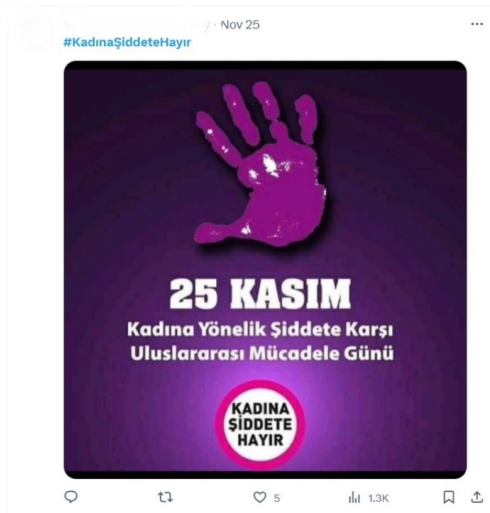 · Nov 25
#KadınaŞiddeteHayır
25 KASIM
Kadına Yönelik Şiddete Karşı
Uluslararası Mücadele Günü
KADINA
ŞİDDETE
HAYIR
5 1.3K